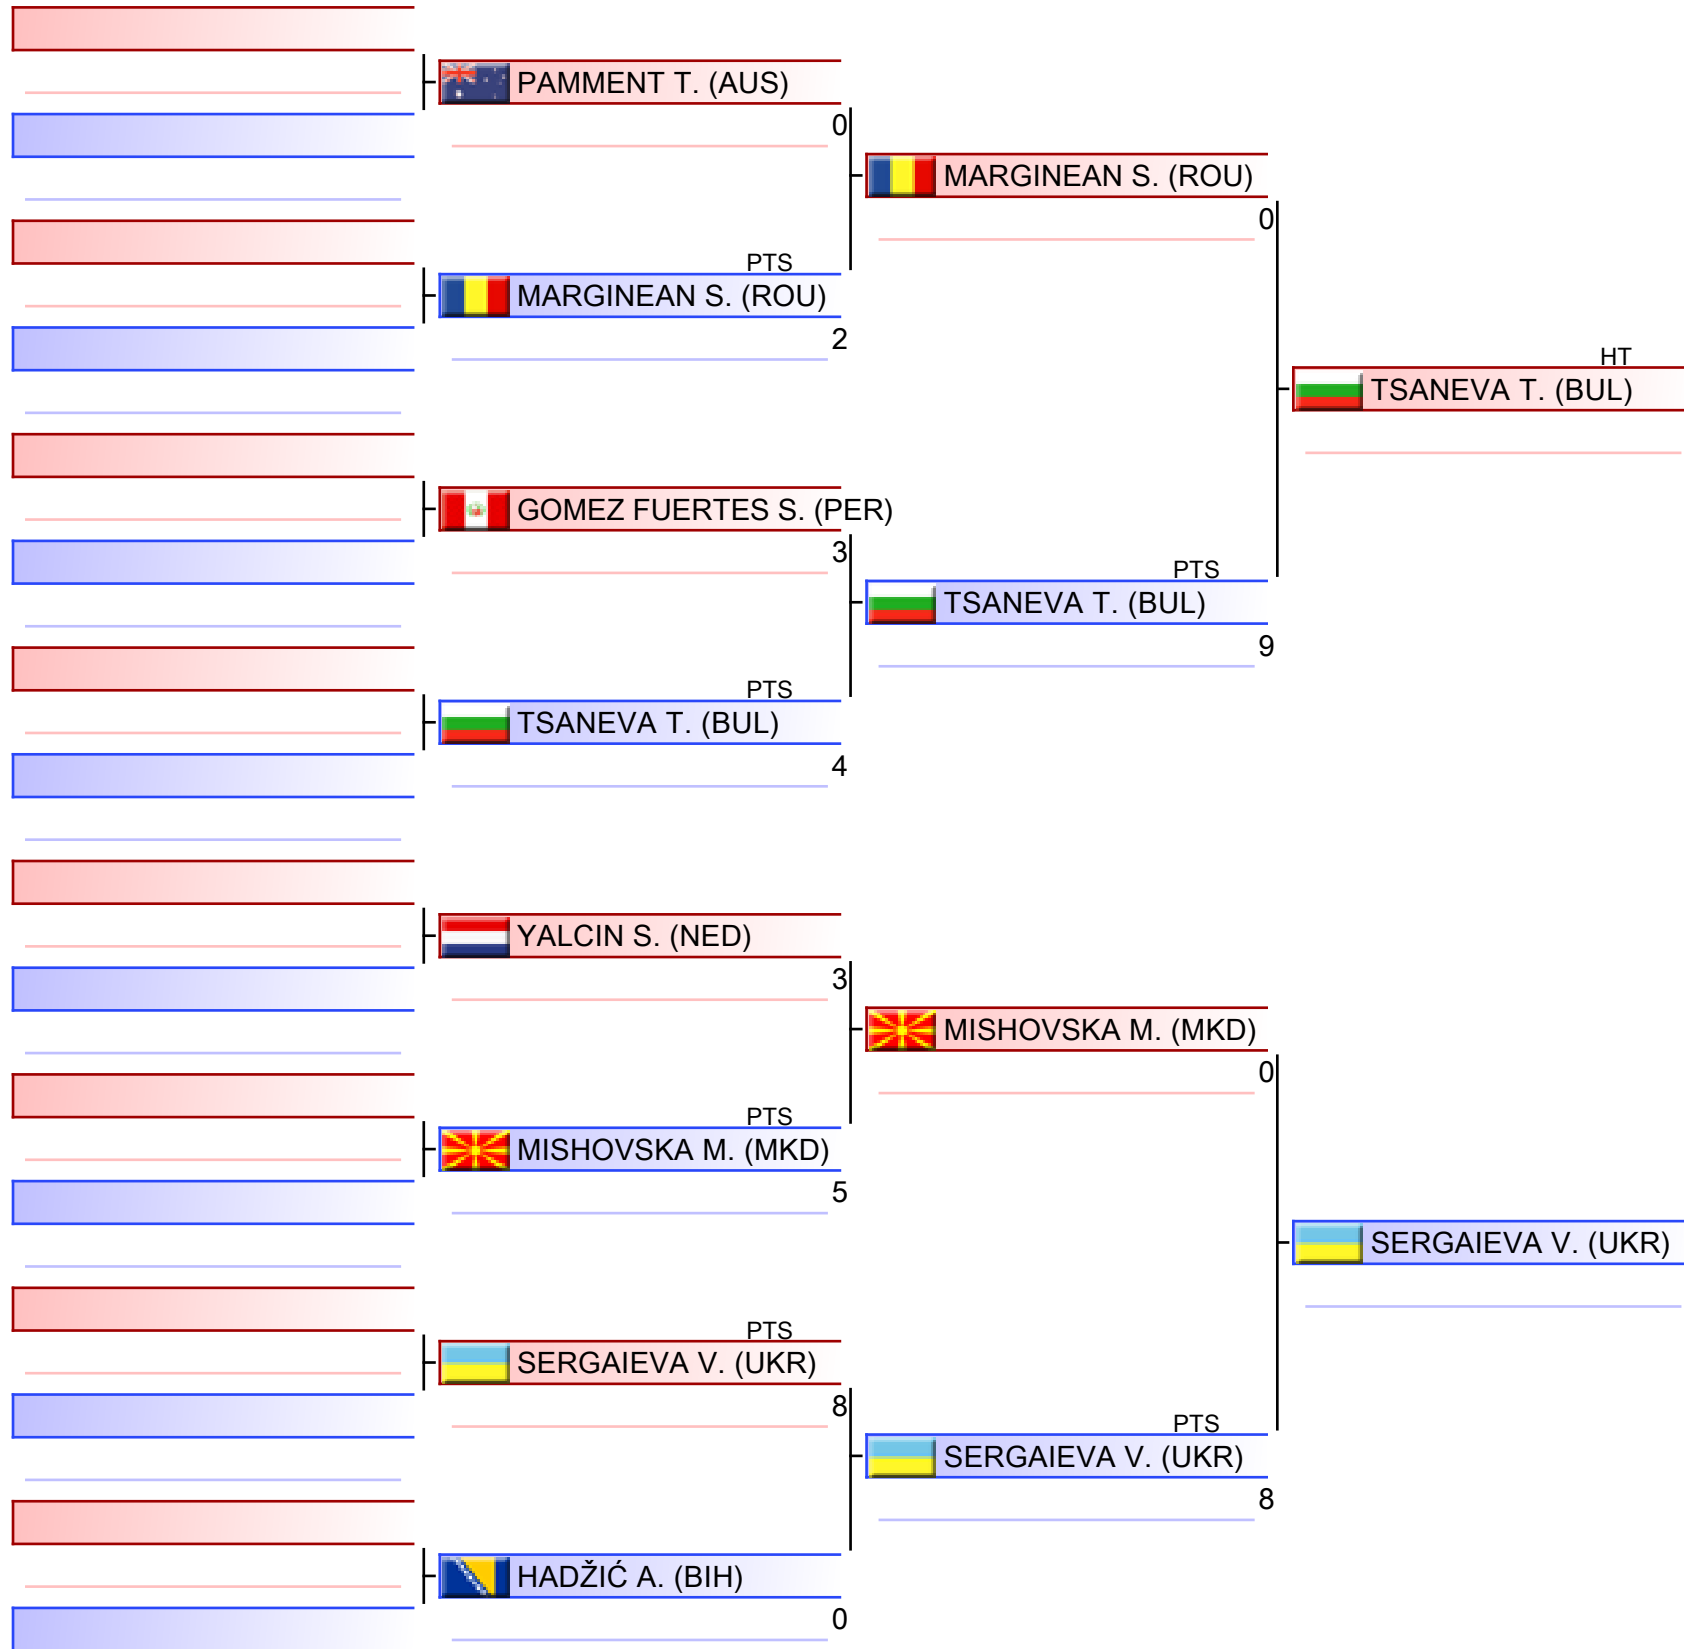 PAMMENT T. (AUS)
0
PTS
MARGINEAN S. (ROU)
2
GOMEZ FUERTES S. (PER)
3
PTS
TSANEVA T. (BUL)
4
YALCIN S. (NED)
3
PTS
MISHOVSKA M. (MKD)
5
PTS
SERGAIEVA V. (UKR)
8
HADŽIĆ A. (BIH)
0
MARGINEAN S. (ROU)
0
PTS
TSANEVA T. (BUL)
9
MISHOVSKA M. (MKD)
0
PTS
SERGAIEVA V. (UKR)
8
HT
TSANEVA T. (BUL)
SERGAIEVA V. (UKR)